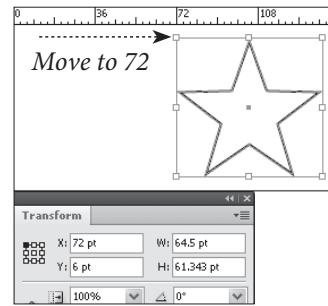 0 36 72 108
Move to 72
Transform
X: 72 pt W: 64.5 pt
Y: 6 pt H: 61.343 pt
100% 0°